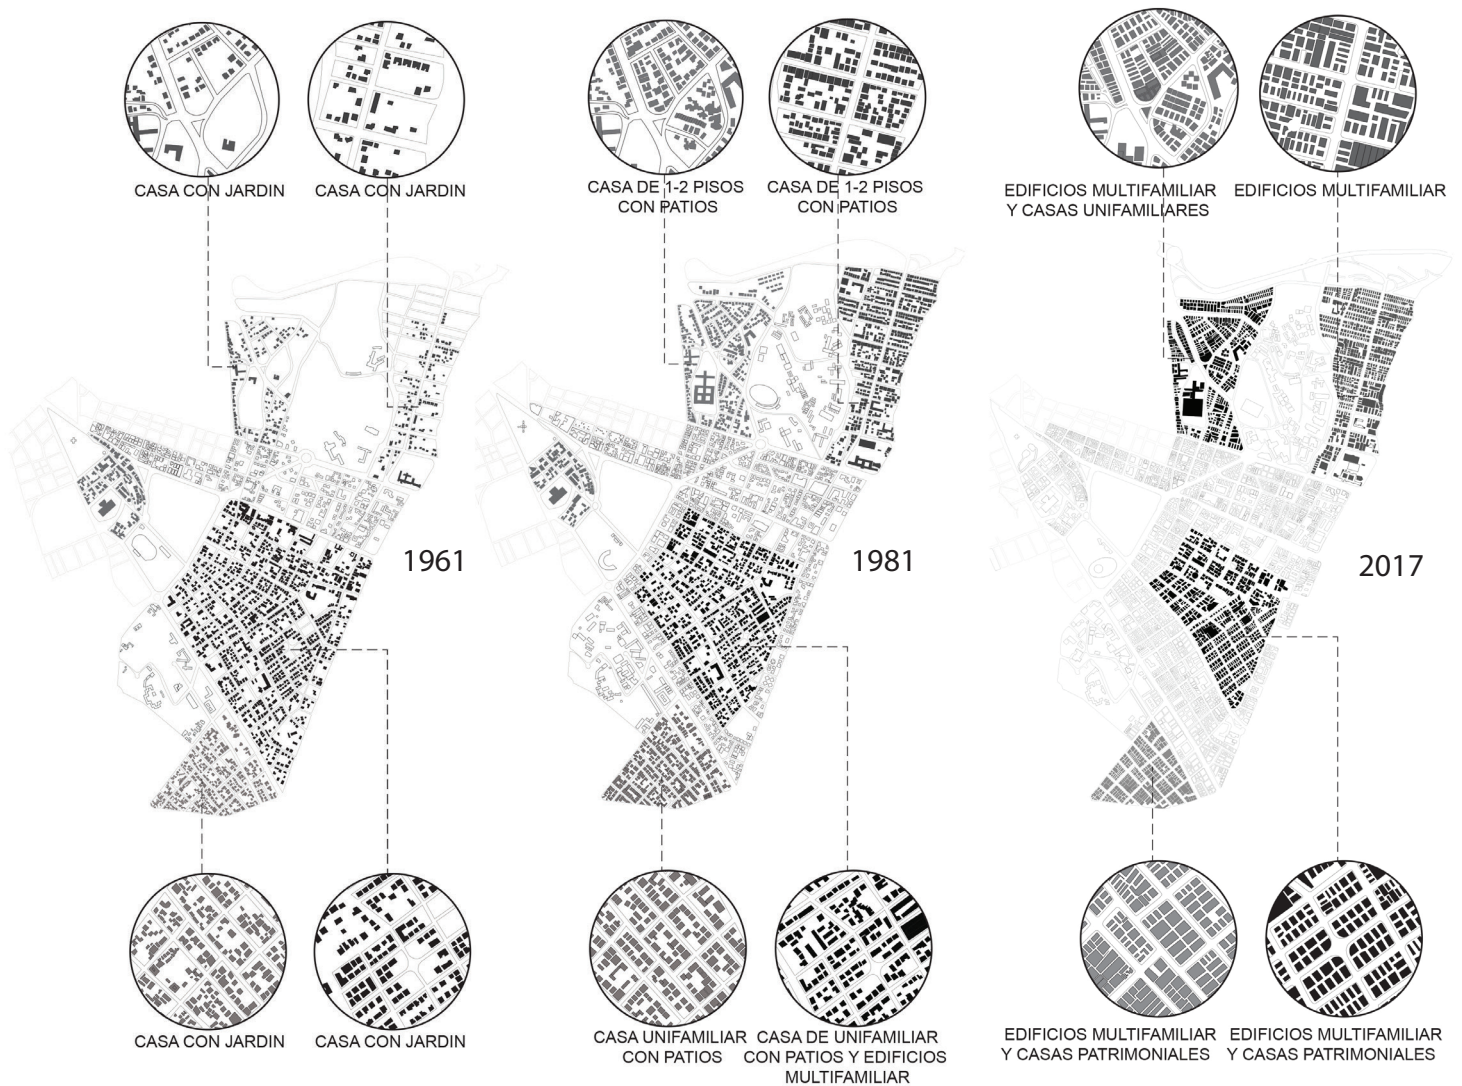 CASA CON JARDIN
CASA CON JARDIN
CASA DE 1-2 PISOS
CON PATIOS
CASA DE 1-2 PISOS
CON PATIOS
EDIFICIOS MULTIFAMILIAR
Y CASAS UNIFAMILIARES
EDIFICIOS MULTIFAMILIAR
1961
1981
2017
CASA CON JARDIN
CASA CON JARDIN
CASA UNIFAMILIAR
CON PATIOS
CASA DE UNIFAMILIAR
CON PATIOS Y EDIFICIOS
MULTIFAMILIAR
EDIFICIOS MULTIFAMILIAR
Y CASAS PATRIMONIALES
EDIFICIOS MULTIFAMILIAR
Y CASAS PATRIMONIALES